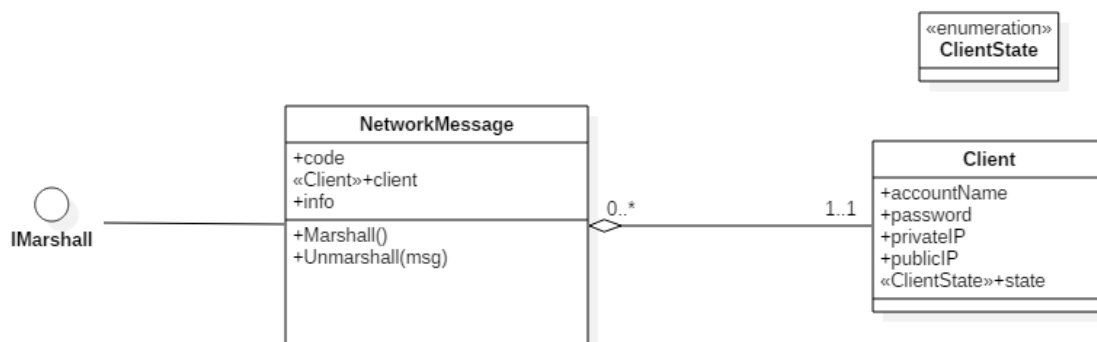 «enumeration»
ClientState
NetworkMessage
+code
«Client»+client
+info
+Marshall()
+Unmarshall(msg)
IMarshall
0..*
1..1
Client
+accountName
+password
+privateIP
+publicIP
«ClientState»+state